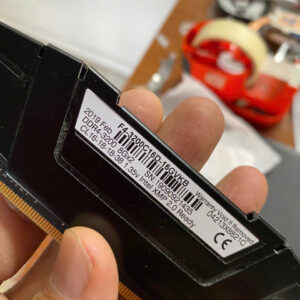 F4-3200C16D-16GVKB
2019 Feb
DDR4-3200 8Gx2
CL16-18-18-38 1.35v Intel XMP 2.0 Ready
Warranty Void If Removed